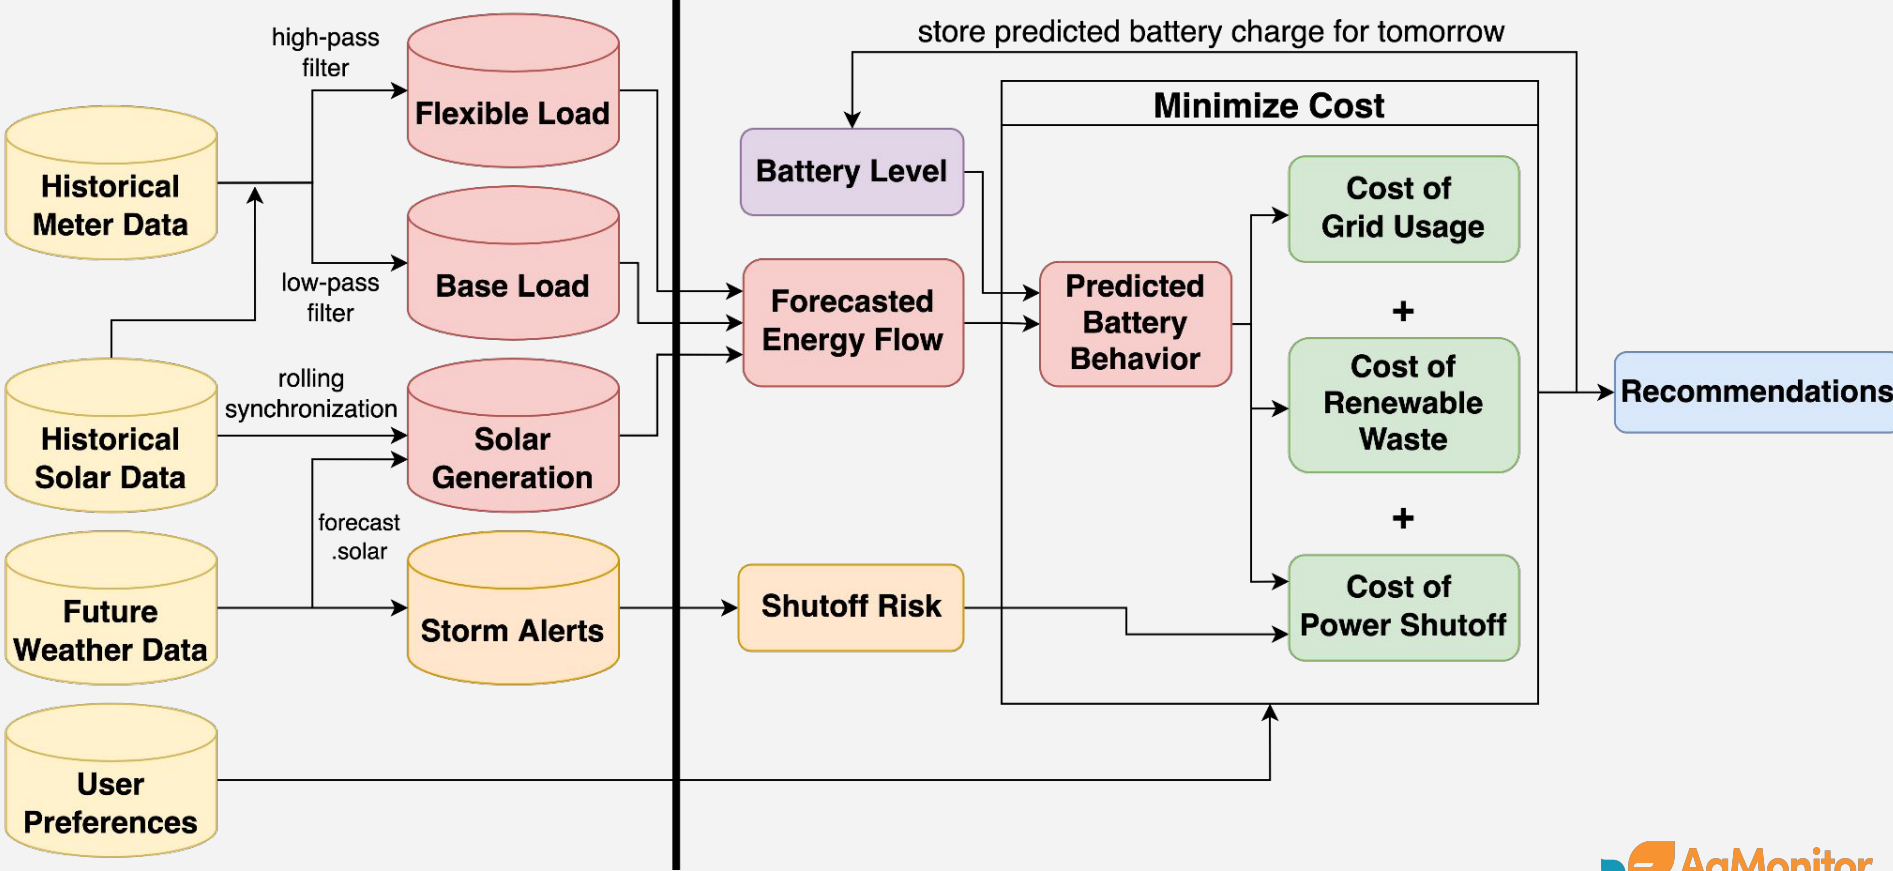 store predicted battery charge for tomorrow
high-pass
filter
Flexible Load
Minimize Cost
Historical
Meter Data
Battery Level
Cost of
Grid Usage
low-pass
filter
Base Load
Forecasted
Energy Flow
Predicted
Battery
Behavior
+
Cost of
Renewable
Waste
rolling
synchronization
Historical
Solar Data
Solar
Generation
Recommendations
forecast
.solar
+
Future
Weather Data
Storm Alerts
Shutoff Risk
Cost of
Power Shutoff
User
Preferences
AgMonitor